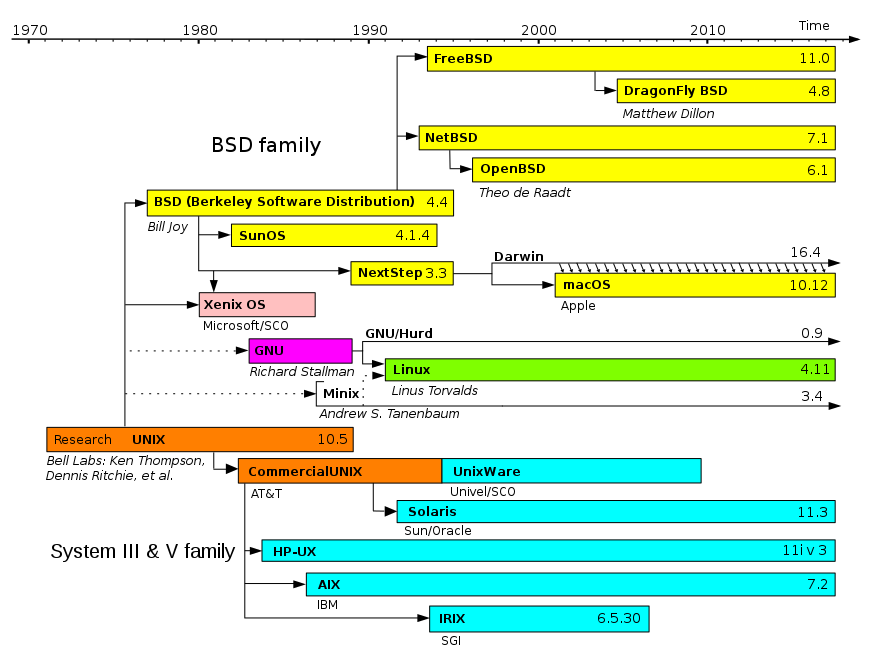 1970 1980 1990 2000 2010 Time
FreeBSD 11.0
DragonFly BSD 4.8
Matthew Dillon
NetBSD 7.1
BSD family
OpenBSD 6.1
Theo de Raadt
BSD (Berkeley Software Distribution) 4.4
Bill Joy
SunOS 4.1.4
Darwin 16.4
NextStep 3.3
macOS 10.12
Apple
Xenix OS
Microsoft/SCO
GNU/Hurd 0.9
GNU
Richard Stallman
Linux 4.11
Linus Torvalds
Minix 3.4
Andrew S. Tanenbaum
Research UNIX 10.5
Bell Labs: Ken Thompson,
Dennis Ritchie, et al.
CommercialUNIX UnixWare
AT&T Univel/SCO
Solaris 11.3
Sun/Oracle
System III & V family
HP-UX 11i v 3
AIX 7.2
IBM
IRIX 6.5.30
SGI